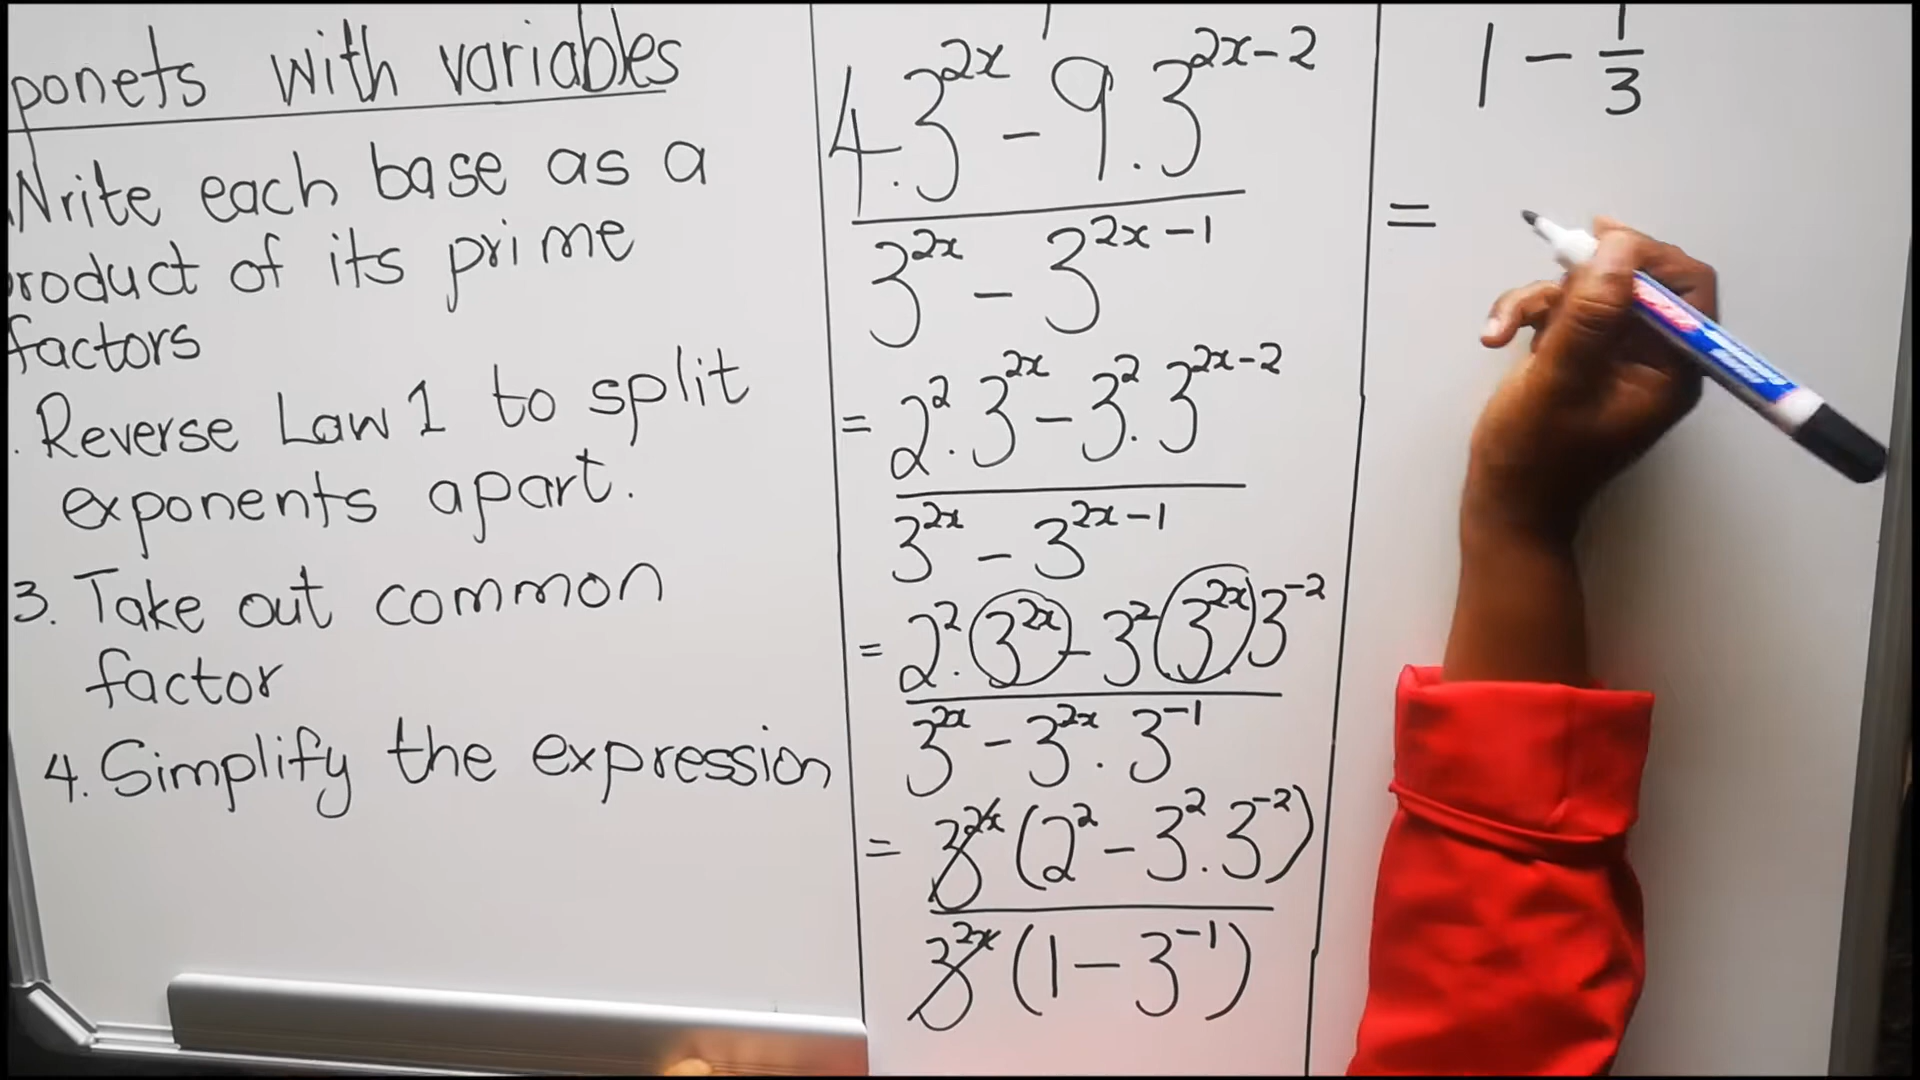 ponets with variables
Write each base as a
product of its prime
factors
. Reverse Law 1 to split
exponents apart.
3. Take out common
factor
4. Simplify the expression
4.3^{2x} - 9.3^{2x-2}
3^{2x} - 3^{2x-1}
= 2^2.3^{2x} - 3^2.3^{2x-2}
3^{2x} - 3^{2x-1}
= 2^2.3^{2x} - 3^2 3^{2x}.3^{-2}
3^{2x} - 3^{2x}.3^{-1}
= 3^{2x}(2^2 - 3^2.3^{-2})
3^{2x}(1 - 3^{-1})
1 - 1/3
=